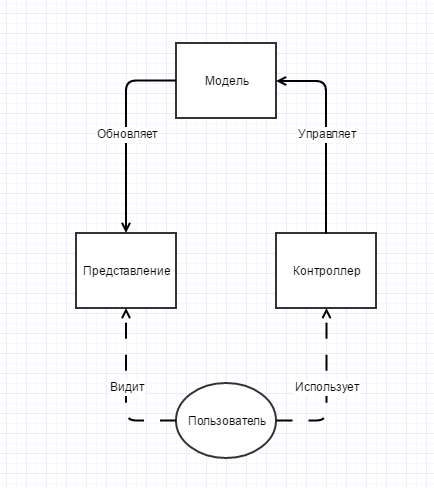 Модель
Обновляет
Управляет
Представление
Контроллер
Видит
Использует
Пользователь